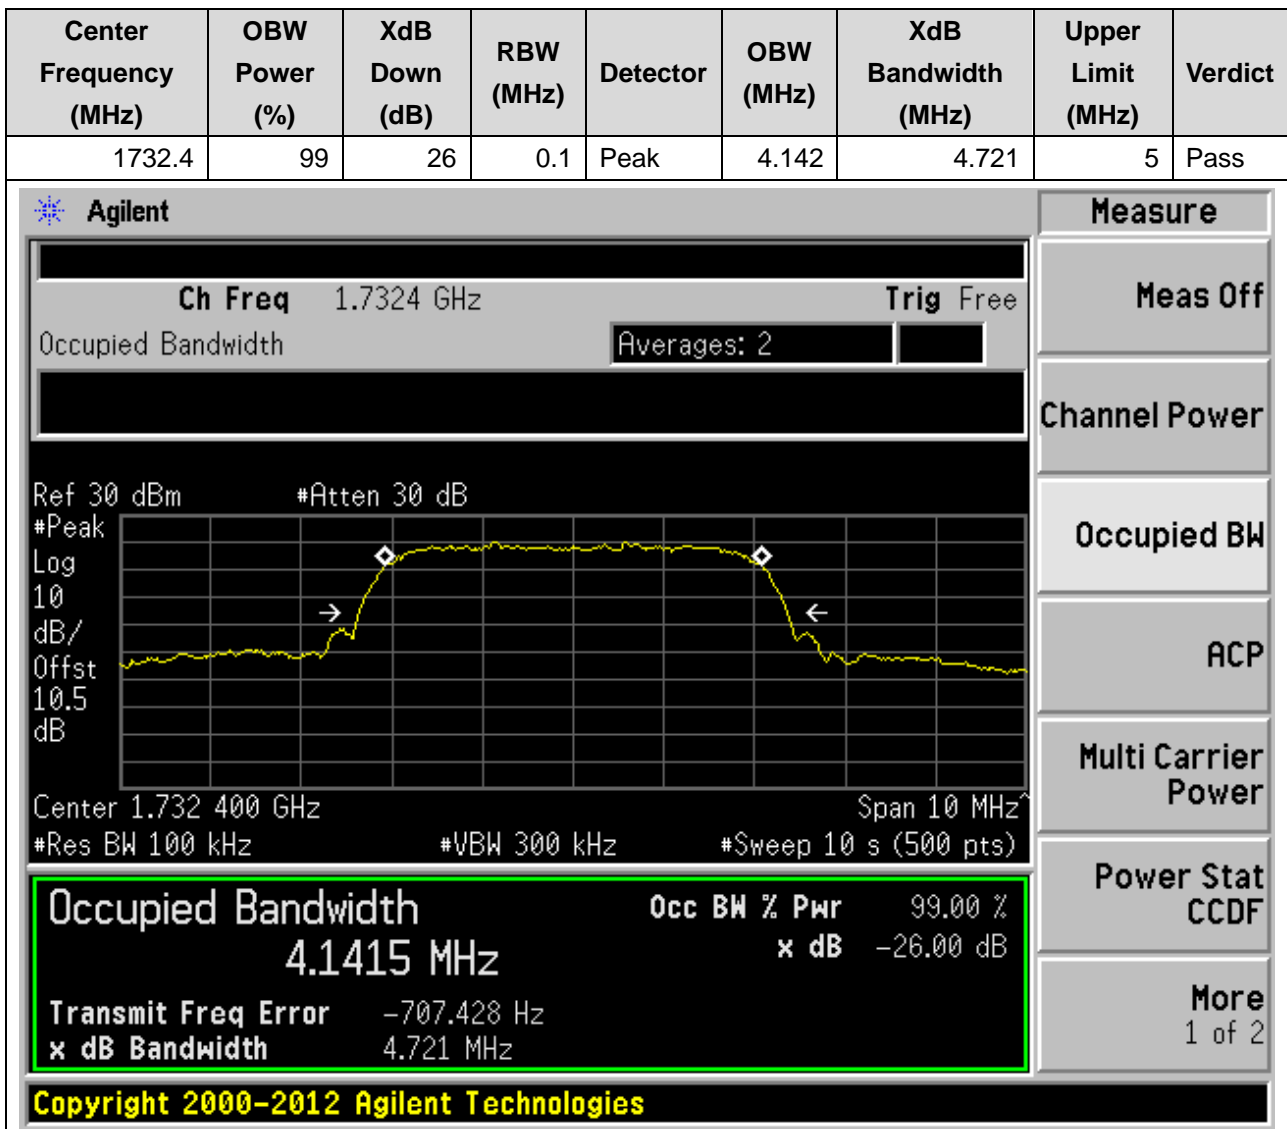 Center Frequency (MHz) OBW Power (%) XdB Down (dB) RBW (MHz) Detector OBW (MHz) XdB Bandwidth (MHz) Upper Limit (MHz) Verdict
1732.4 99 26 0.1 Peak 4.142 4.721 5 Pass
Agilent
Measure
Ch Freq 1.7324 GHz Trig Free
Meas Off
Occupied Bandwidth Averages: 2
Channel Power
Ref 30 dBm #Atten 30 dB
#Peak
Log
10
dB/
Offst
10.5
dB
Occupied BW
ACP
Multi Carrier
Power
Center 1.732 400 GHz Span 10 MHz^
#Res BW 100 kHz #VBW 300 kHz #Sweep 10 s (500 pts)
Power Stat
CCDF
Occupied Bandwidth Occ BW % Pwr 99.00 %
4.1415 MHz x dB -26.00 dB
Transmit Freq Error -707.428 Hz
x dB Bandwidth 4.721 MHz
More
1 of 2
Copyright 2000-2012 Agilent Technologies